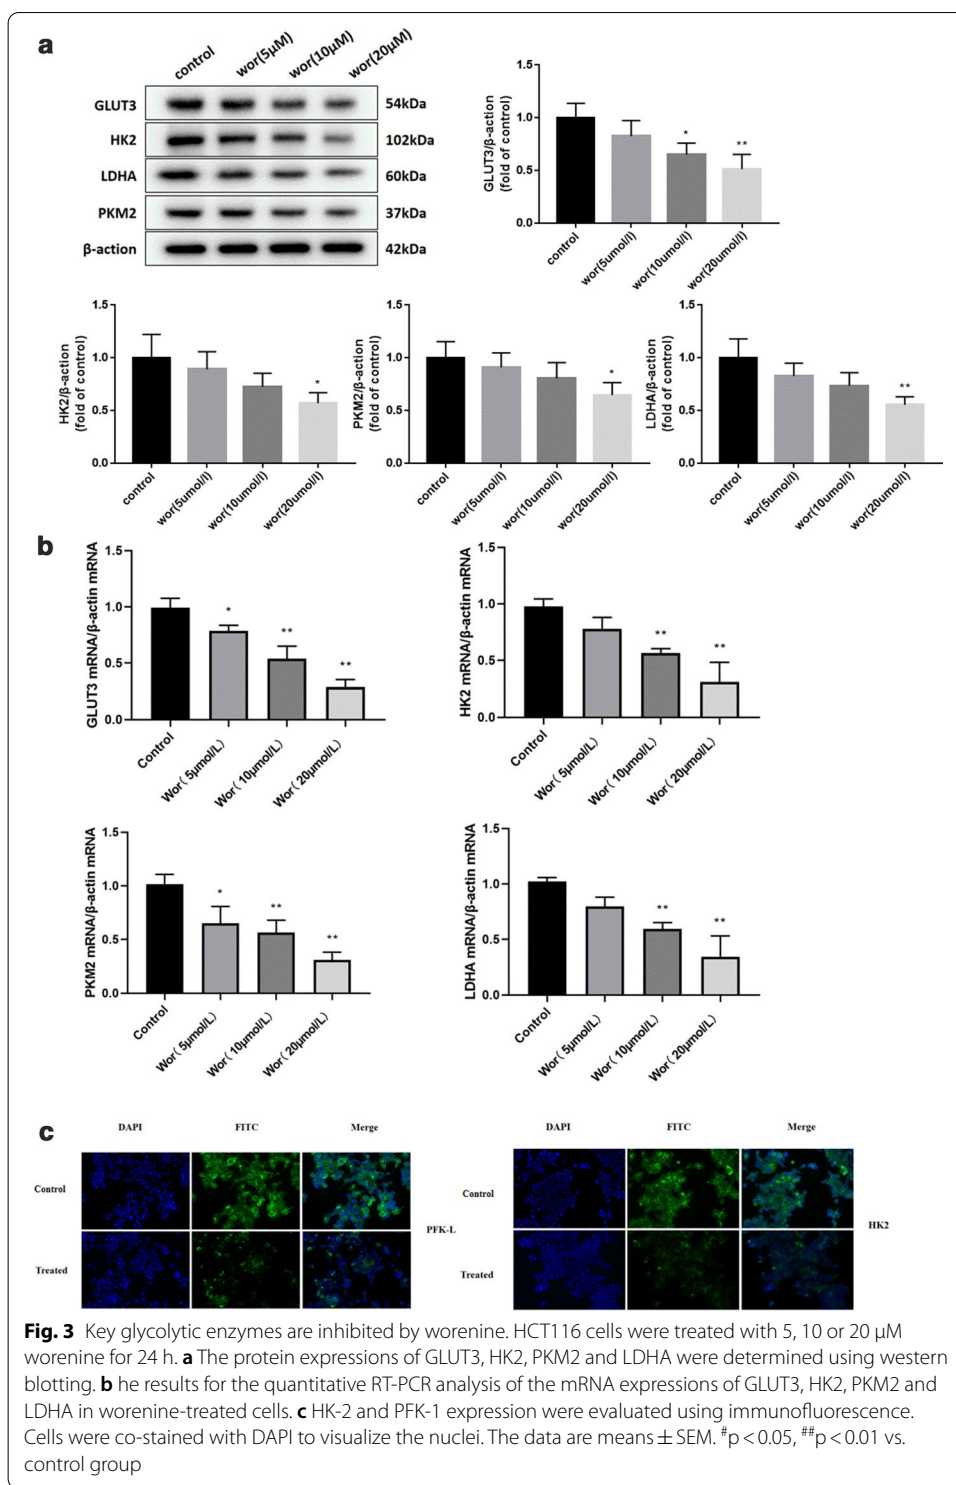 a
control
wor(5μM)
wor(10μM)
wor(20μM)
GLUT3
54kDa
HK2
102kDa
LDHA
60kDa
PKM2
37kDa
β-action
42kDa
GLUT3/β-action
(fold of control)
1.5
1.0
0.5
0.0
*
**
control
wor(5umol/l)
wor(10umol/l)
wor(20umol/l)
HK2/β-action
(fold of control)
1.5
1.0
0.5
0.0
*
control
wor(5umol/l)
wor(10umol/l)
wor(20umol/l)
PKM2/β-action
(fold of control)
1.5
1.0
0.5
0.0
*
control
wor(5umol/l)
wor(10umol/l)
wor(20umol/l)
LDHA/β-action
(fold of control)
1.5
1.0
0.5
0.0
**
control
wor(5umol/l)
wor(10umol/l)
wor(20umol/l)
b
GLUT3 mRNA/β-actin mRNA
1.5
1.0
0.5
0.0
*
**
**
Control
Wor( 5μmol/L)
Wor( 10μmol/L)
Wor( 20μmol/L)
HK2 mRNA/β-actin mRNA
1.5
1.0
0.5
0.0
**
**
Control
Wor( 5μmol/L)
Wor( 10μmol/L)
Wor( 20μmol/L)
PKM2 mRNA/β-actin mRNA
1.5
1.0
0.5
0.0
*
**
**
Control
Wor( 5μmol/L)
Wor( 10μmol/L)
Wor( 20μmol/L)
LDHA mRNA/β-actin mRNA
1.5
1.0
0.5
0.0
**
**
Control
Wor( 5μmol/L)
Wor( 10μmol/L)
Wor( 20μmol/L)
c
DAPI FITC Merge
Control
Treated
PFK-L
DAPI FITC Merge
Control
Treated
HK2
Fig. 3 Key glycolytic enzymes are inhibited by worenine. HCT116 cells were treated with 5, 10 or 20 μM
worenine for 24 h. a The protein expressions of GLUT3, HK2, PKM2 and LDHA were determined using western
blotting. b he results for the quantitative RT-PCR analysis of the mRNA expressions of GLUT3, HK2, PKM2 and
LDHA in worenine-treated cells. c HK-2 and PFK-1 expression were evaluated using immunofluorescence.
Cells were co-stained with DAPI to visualize the nuclei. The data are means ± SEM. #p < 0.05, ##p < 0.01 vs.
control group